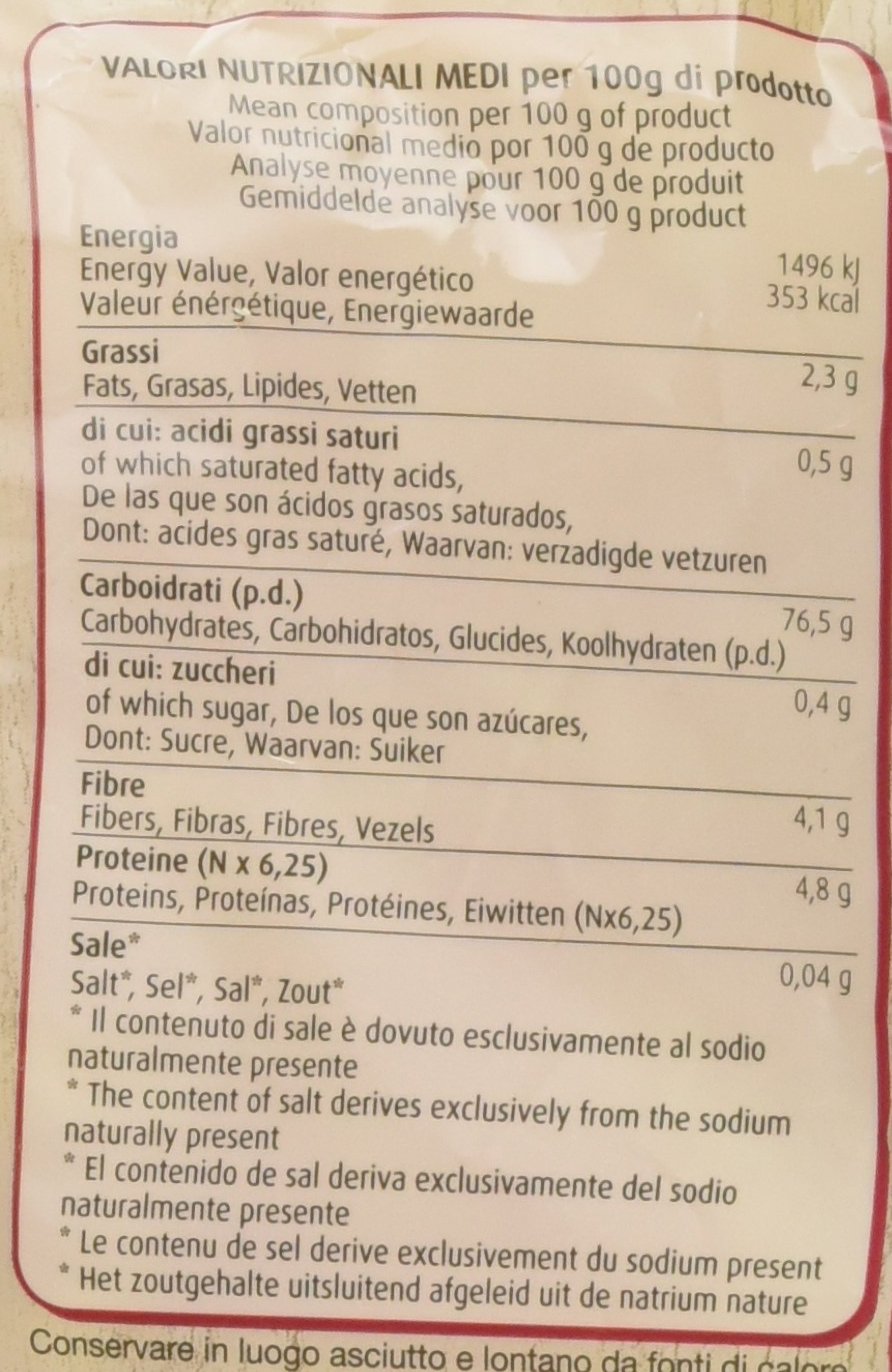 VALORI NUTRIZIONALI MEDI per 100g di prodotto
Mean composition per 100 g of product
Valor nutricional medio por 100 g de producto
Analyse moyenne pour 100 g de produit
Gemiddelde analyse voor 100 g product
Energia
Energy Value, Valor energético 1496 kJ
Valeur énérgétique, Energiewaarde 353 kcal
Grassi
Fats, Grasas, Lipides, Vetten 2,3 g
di cui: acidi grassi saturi 0,5 g
of which saturated fatty acids,
De las que son ácidos grasos saturados,
Dont: acides gras saturé, Waarvan: verzadigde vetzuren
Carboidrati (p.d.) 76,5 g
Carbohydrates, Carbohidratos, Glucides, Koolhydraten (p.d.)
di cui: zuccheri 0,4 g
of which sugar, De los que son azúcares,
Dont: Sucre, Waarvan: Suiker
Fibre 4,1 g
Fibers, Fibras, Fibres, Vezels
Proteine (N x 6,25) 4,8 g
Proteins, Proteínas, Protéines, Eiwitten (Nx6,25)
Sale* 0,04 g
Salt*, Sel*, Sal*, Zout*
* Il contenuto di sale è dovuto esclusivamente al sodio
naturalmente presente
* The content of salt derives exclusively from the sodium
naturally present
* El contenido de sal deriva exclusivamente del sodio
naturalmente presente
* Le contenu de sel derive exclusivement du sodium present
* Het zoutgehalte uitsluitend afgeleid uit de natrium nature
Conservare in luogo asciutto e lontano da fonti di calore